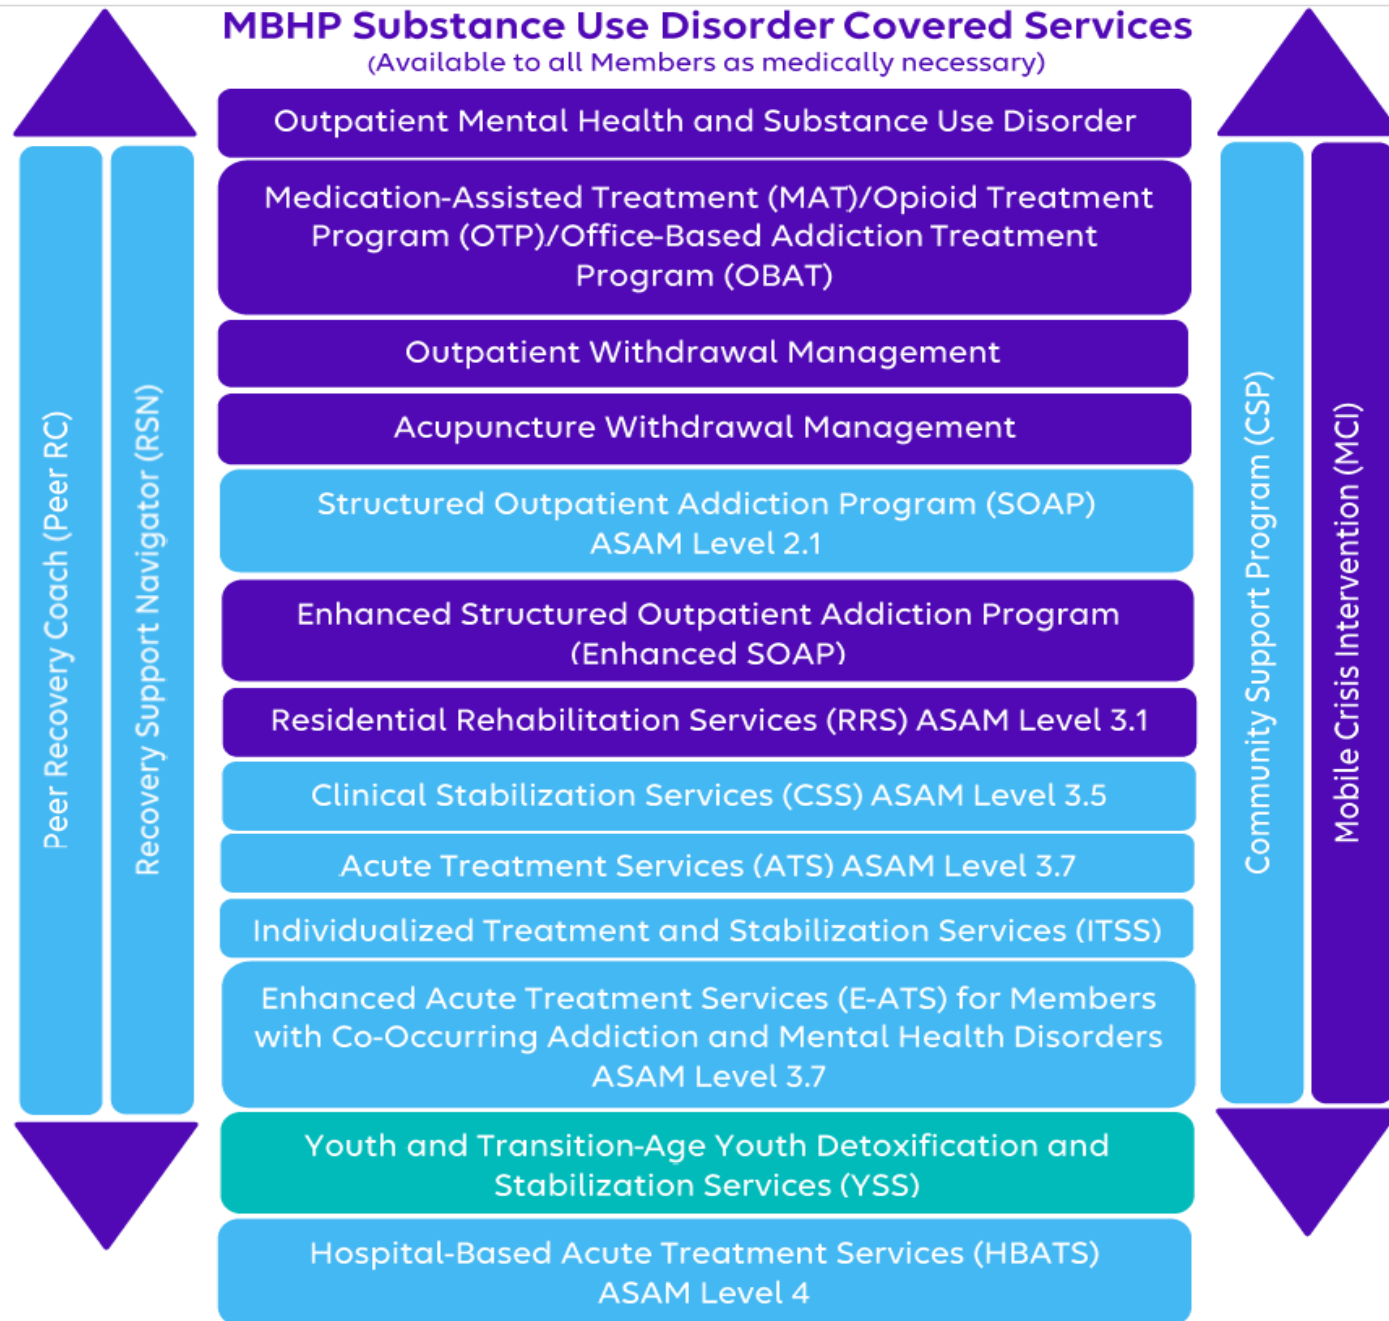 MBHP Substance Use Disorder Covered Services
(Available to all Members as medically necessary)
Outpatient Mental Health and Substance Use Disorder
Medication-Assisted Treatment (MAT)/Opioid Treatment
Program (OTP)/Office-Based Addiction Treatment
Program (OBAT)
Outpatient Withdrawal Management
Acupuncture Withdrawal Management
Structured Outpatient Addiction Program (SOAP)
ASAM Level 2.1
Enhanced Structured Outpatient Addiction Program
(Enhanced SOAP)
Residential Rehabilitation Services (RRS) ASAM Level 3.1
Clinical Stabilization Services (CSS) ASAM Level 3.5
Acute Treatment Services (ATS) ASAM Level 3.7
Individualized Treatment and Stabilization Services (ITSS)
Enhanced Acute Treatment Services (E-ATS) for Members
with Co-Occurring Addiction and Mental Health Disorders
ASAM Level 3.7
Youth and Transition-Age Youth Detoxification and
Stabilization Services (YSS)
Hospital-Based Acute Treatment Services (HBATS)
ASAM Level 4
Peer Recovery Coach (Peer RC)
Recovery Support Navigator (RSN)
Community Support Program (CSP)
Mobile Crisis Intervention (MCI)